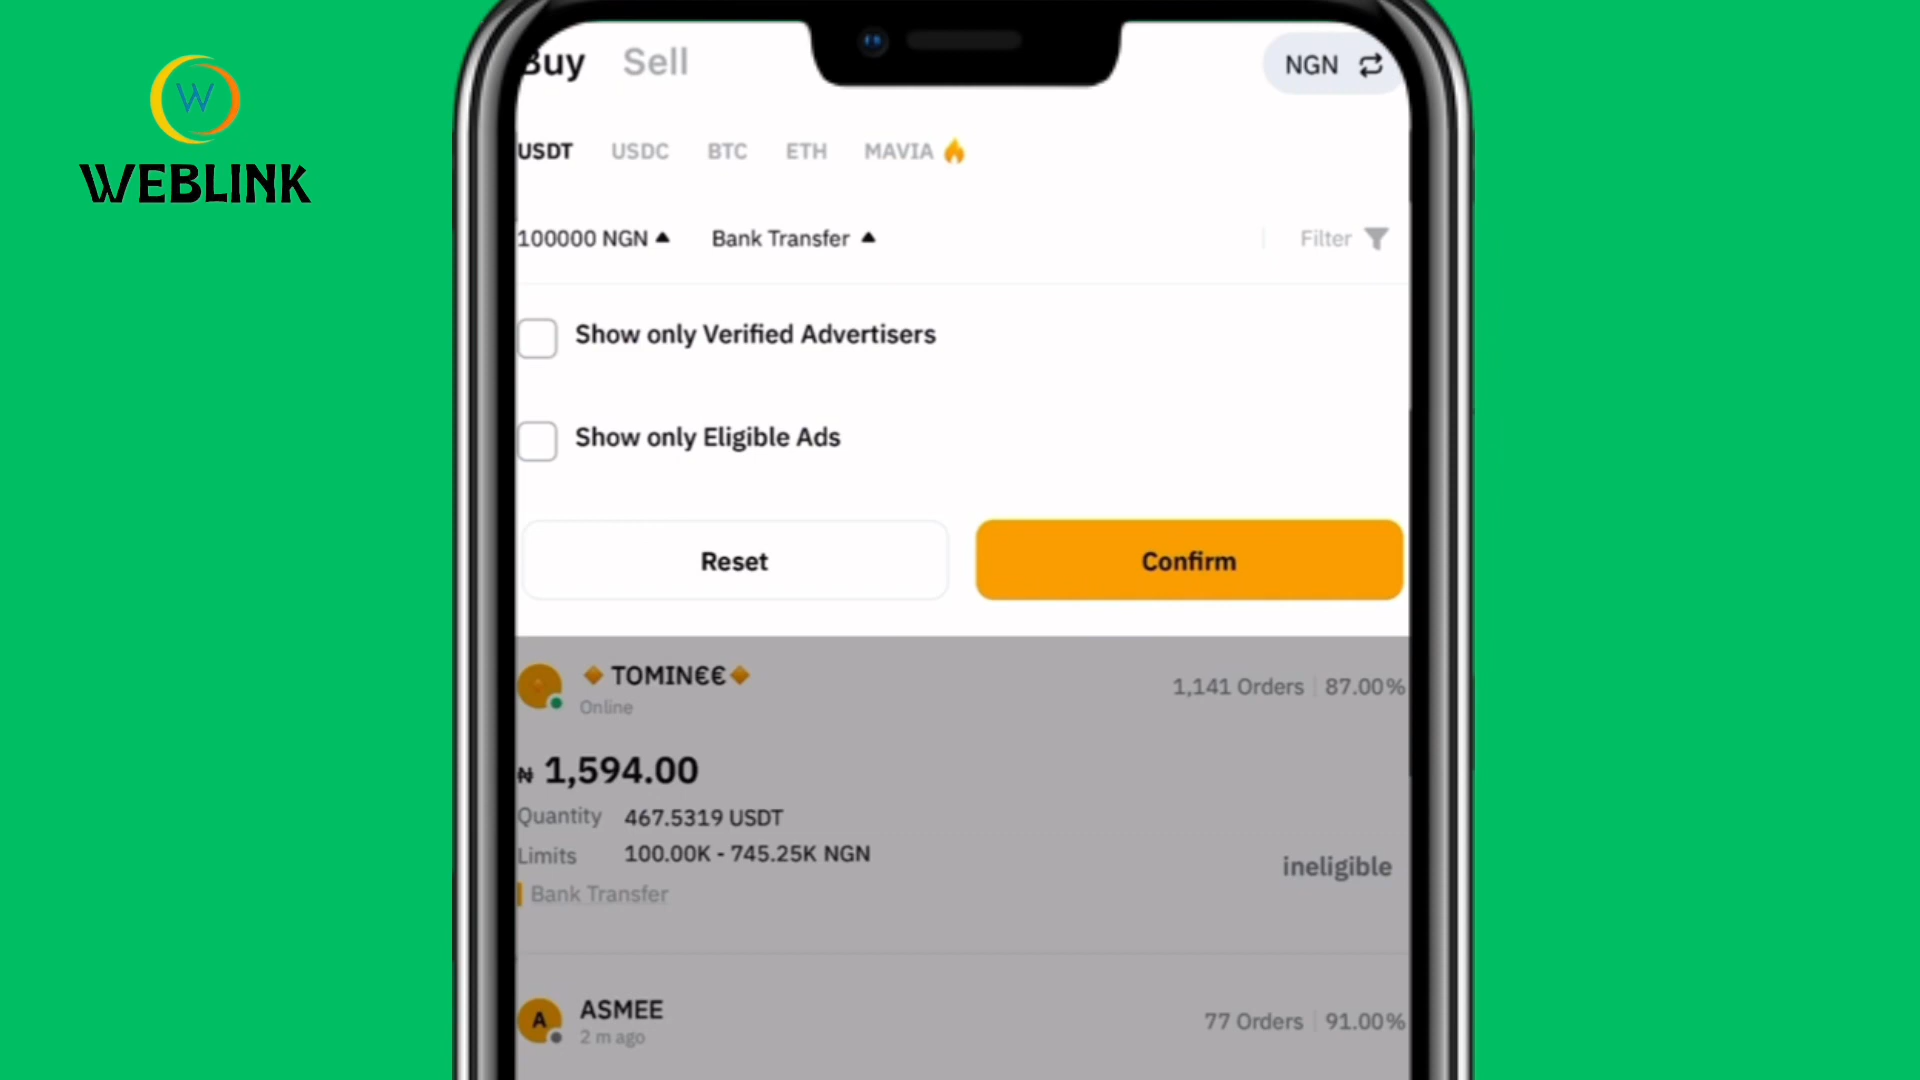 W
WEBLINK
Buy Sell NGN
USDT USDC BTC ETH MAVIA 🔥
100000 NGN Bank Transfer Filter
Show only Verified Advertisers
Show only Eligible Ads
Reset Confirm
🔶 TOMIN€€🔶 1,141 Orders | 87.00%
Online
₦ 1,594.00
Quantity 467.5319 USDT
Limits 100.00K - 745.25K NGN
ineligible
Bank Transfer
A ASMEE 77 Orders | 91.00%
2 m ago